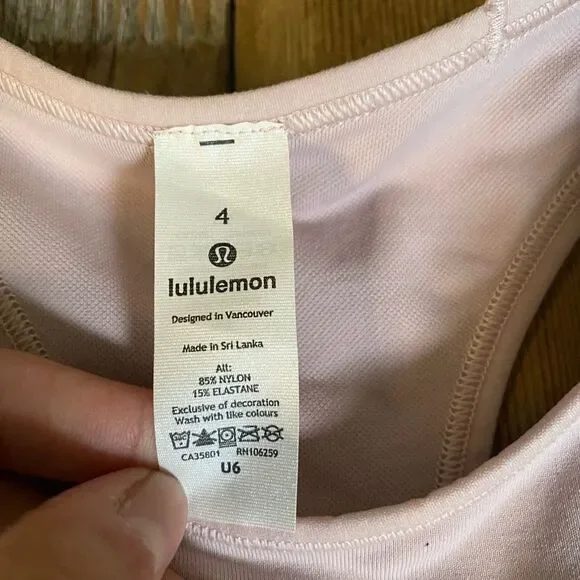 4
lululemon
Designed in Vancouver
Made in Sri Lanka
All:
85% NYLON
15% ELASTANE
Exclusive of decoration
Wash with like colours
CA35801 RN106259
U6